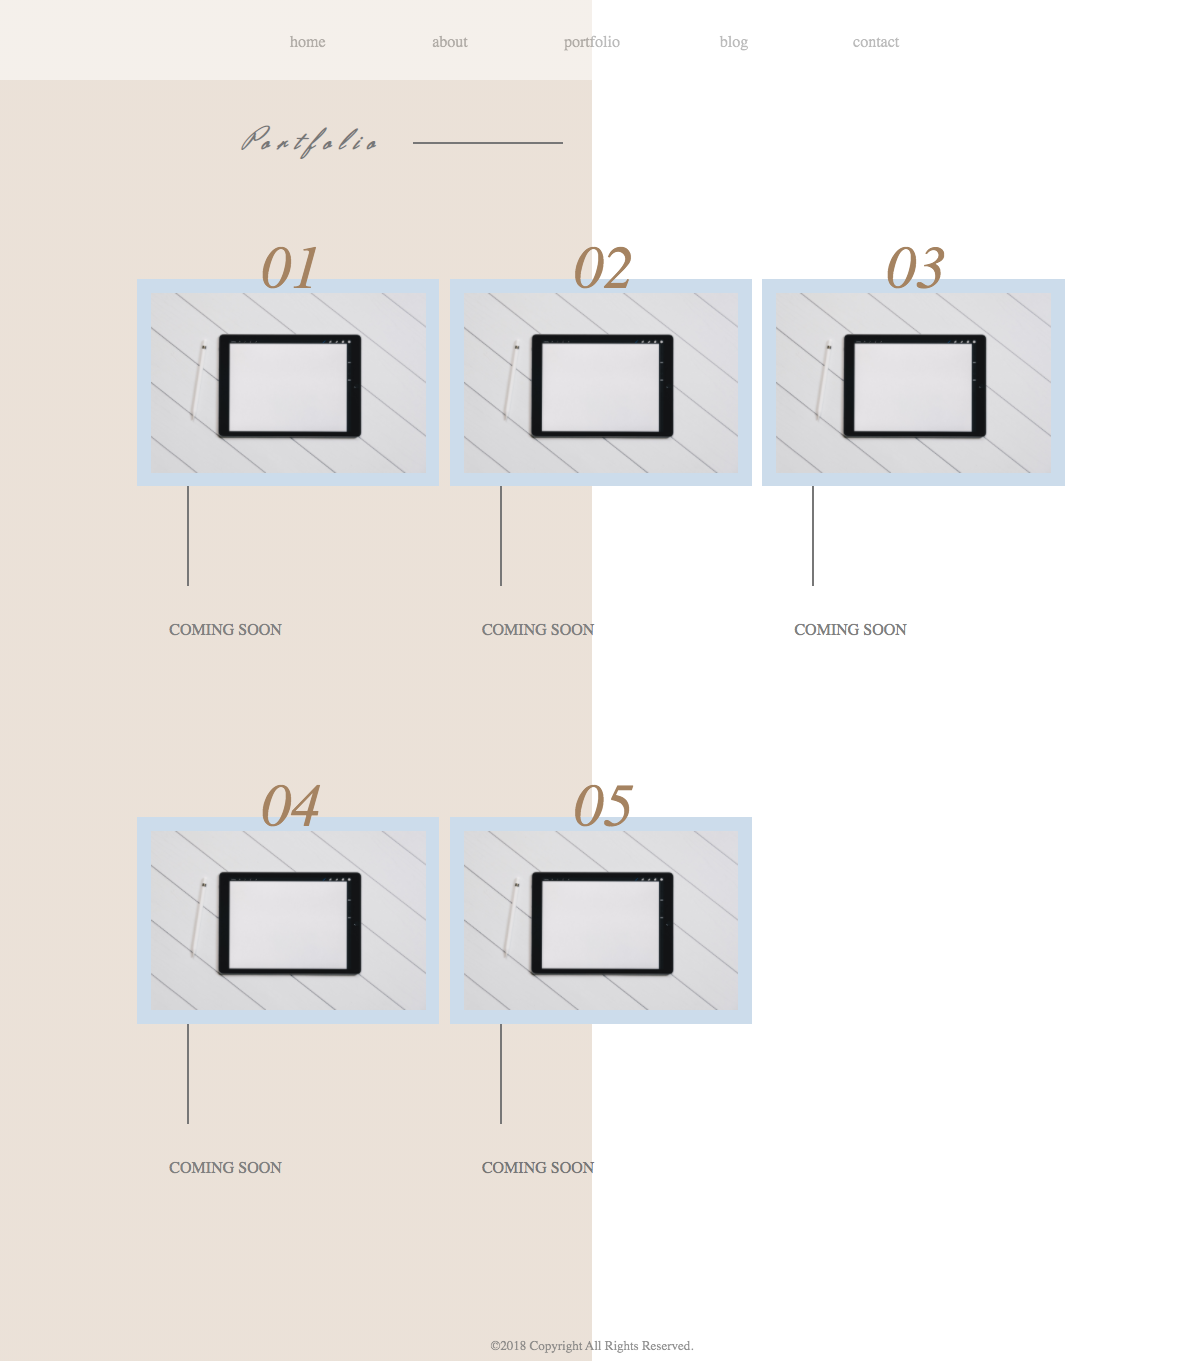 home about portfolio blog contact
Portfolio
01 02 03
COMING SOON COMING SOON COMING SOON
04 05
COMING SOON COMING SOON
©2018 Copyright All Rights Reserved.